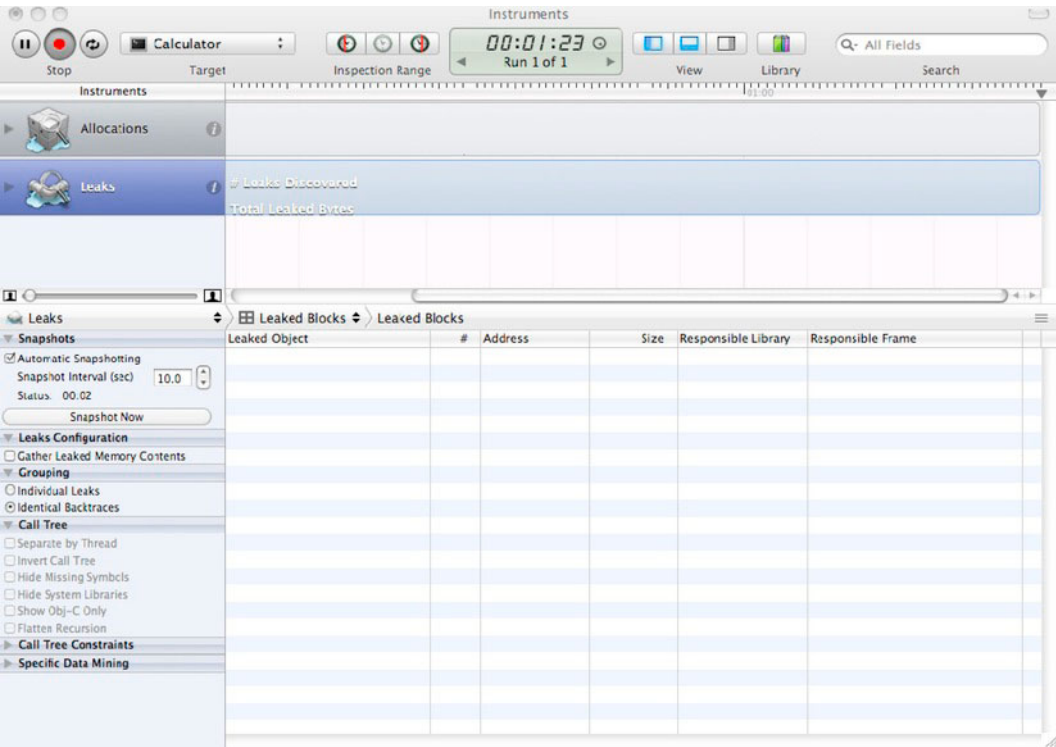 Instruments
Calculator
00:01:23
Run 1 of 1
Q- All Fields
Stop
Target
Inspection Range
View
Library
Search
Instruments
01:00
Allocations
Leaks
# Leaks Discovered
Total Leaked Bytes
Leaks
Leaked Blocks
Leaked Blocks
Snapshots
Leaked Object
#
Address
Size
Responsible Library
Responsible Frame
Automatic Snapshotting
Snapshot Interval (sec)
10.0
Status: 00:02
Snapshot Now
Leaks Configuration
Gather Leaked Memory Contents
Grouping
Individual Leaks
Identical Backtraces
Call Tree
Separate by Thread
Invert Call Tree
Hide Missing Symbols
Hide System Libraries
Show Obj-C Only
Flatten Recursion
Call Tree Constraints
Specific Data Mining